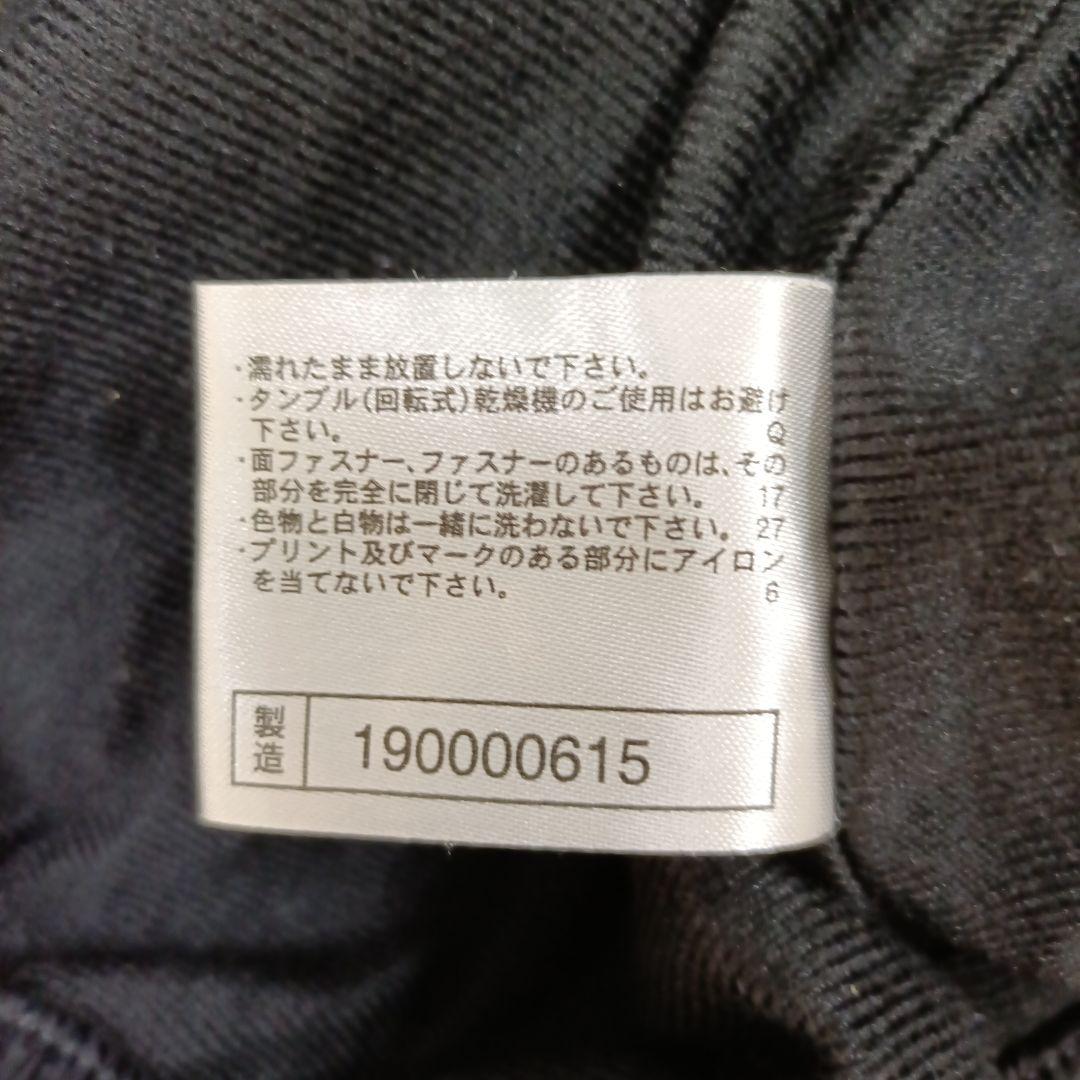 ・濡れたまま放置しないで下さい。
・タンブル(回転式)乾燥機のご使用はお避け
下さい。 Q
・面ファスナー、ファスナーのあるものは、その
部分を完全に閉じて洗濯して下さい。 17
・色物と白物は一緒に洗わないで下さい。 27
・プリント及びマークのある部分にアイロン
を当てないで下さい。 6
製造 190000615